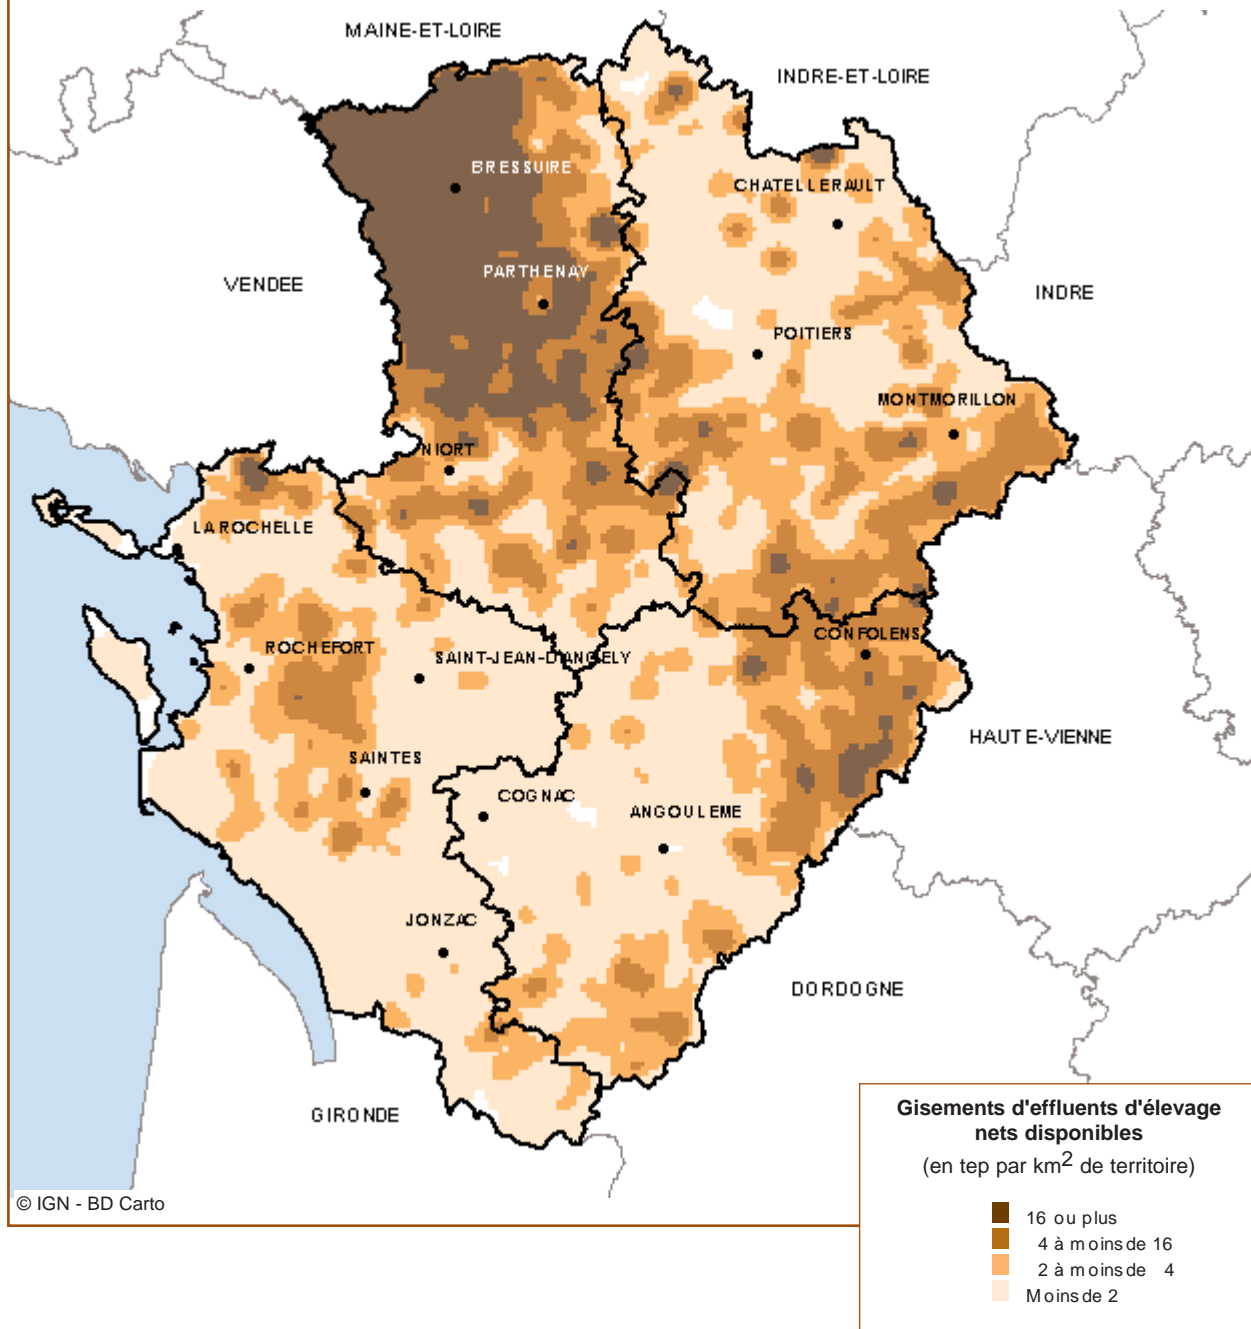 MAINE-ET-LOIRE
INDRE-ET-LOIRE
BRESSUIRE
CHATELLERAULT
VENDEE
PARTHENAY
INDRE
POITIERS
MONTMORILLON
NIORT
LA ROCHELLE
CONFOLENS
ROCHEFORT
SAINT-JEAN-D'ANGELY
HAUTE-VIENNE
SAINTES
COGNAC
ANGOULEME
JONZAC
DORDOGNE
GIRONDE
Gisements d'effluents d'élevage
nets disponibles
(en tep par km² de territoire)
16 ou plus
4 à moins de 16
2 à moins de 4
Moins de 2
© IGN - BD Carto